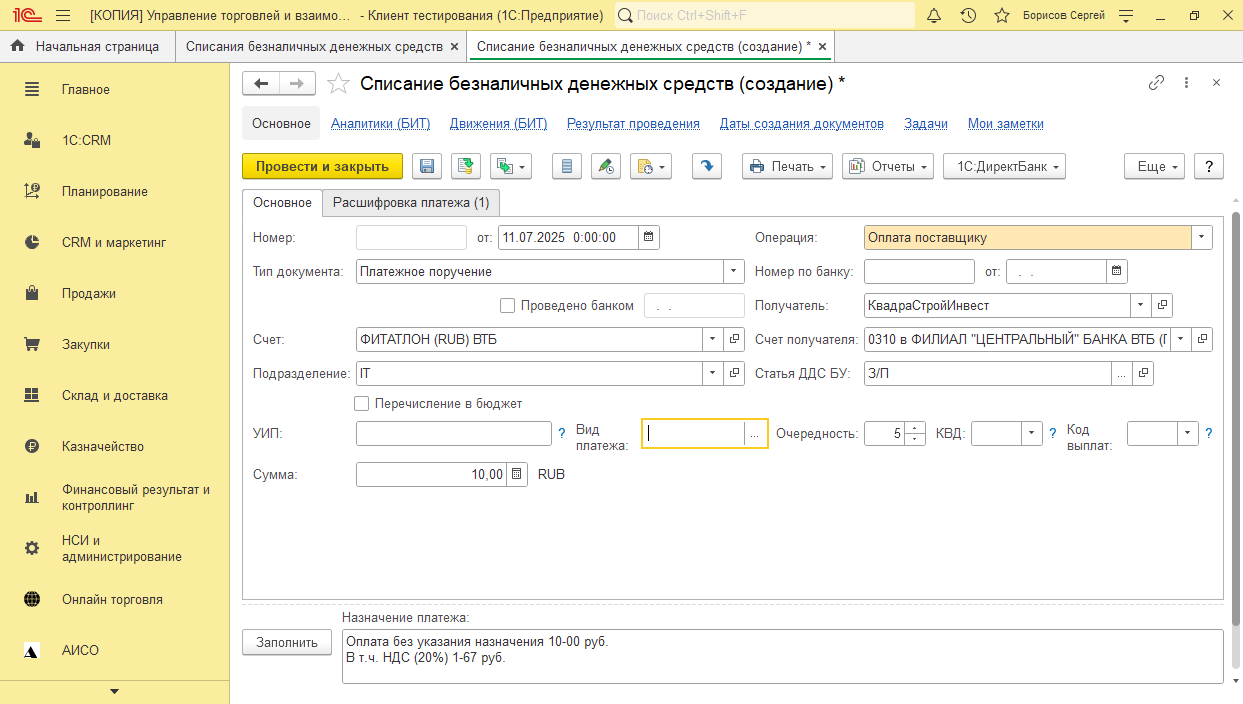 1С [КОПИЯ] Управление торговлей и взаимо... - Клиент тестирования (1С:Предприятие) Поиск Ctrl+Shift+F Борисов Сергей
Начальная страница Списания безналичных денежных средств × Списание безналичных денежных средств (создание) * ×
Главное
1C:CRM
Планирование
CRM и маркетинг
Продажи
Закупки
Склад и доставка
Казначейство
Финансовый результат и
контроллинг
НСИ и
администрирование
Онлайн торговля
АИСО
Списание безналичных денежных средств (создание) *
Основное Аналитики (БИТ) Движения (БИТ) Результат проведения Даты создания документов Задачи Мои заметки
Провести и закрыть Печать Отчеты 1С:ДиректБанк Еще ?
Основное Расшифровка платежа (1)
Номер: от: 11.07.2025 0:00:00 Операция: Оплата поставщику
Тип документа: Платежное поручение Номер по банку: от: . .
Проведено банком . . Получатель: КвадраСтройИнвест
Счет: ФИТАТЛОН (RUB) ВТБ Счет получателя: 0310 в ФИЛИАЛ "ЦЕНТРАЛЬНЫЙ" БАНКА ВТБ (Г
Подразделение: IT Статья ДДС БУ: З/П ...
Перечисление в бюджет
УИП: ? Вид
платежа: ... Очередность: 5 КВД: ? Код
выплат: ?
Сумма: 10,00 RUB
Назначение платежа:
Заполнить
Оплата без указания назначения 10-00 руб.
В т.ч. НДС (20%) 1-67 руб.